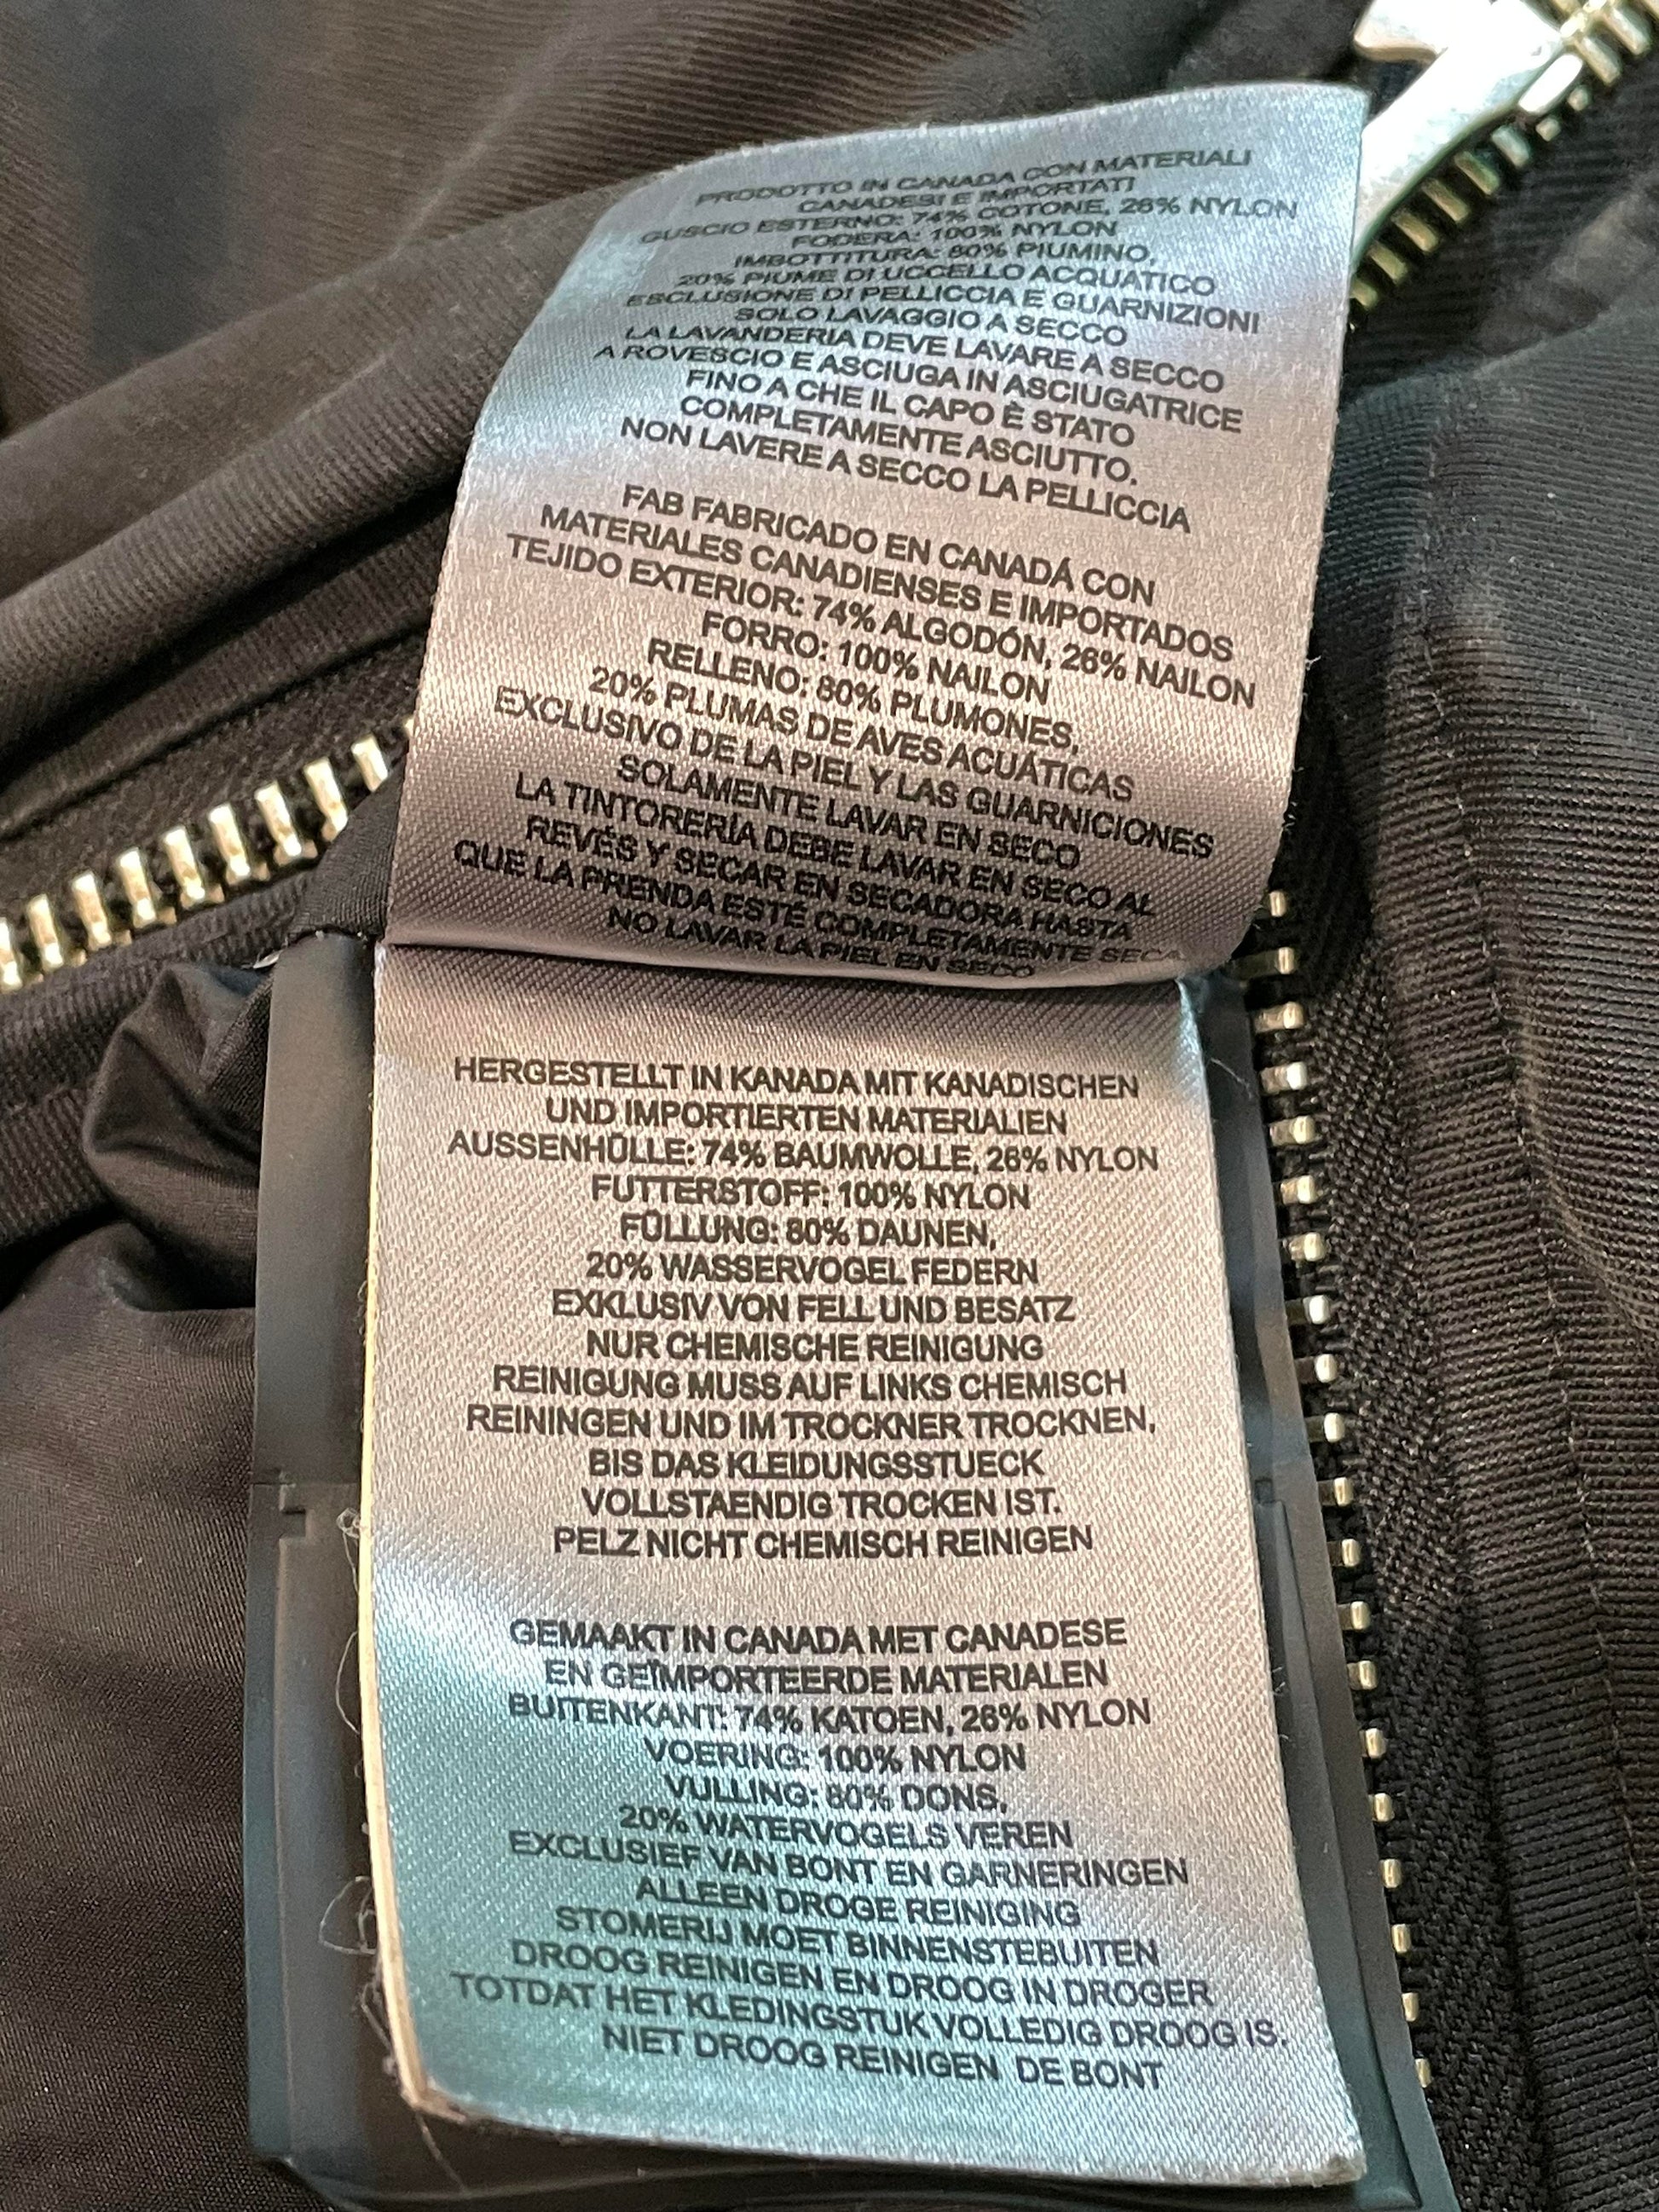 PRODOTTO IN CANADA CON MATERIALI
CANADESI E IMPORTATI
GUSCIO ESTERNO: 74% COTONE, 26% NYLON
FODERA: 100% NYLON
IMBOTTITURA: 80% PIUMINO,
20% PIUME DI UCCELLO ACQUATICO
ESCLUSIONE DI PELLICCIA E GUARNIZIONI
SOLO LAVAGGIO A SECCO
LA LAVANDERIA DEVE LAVARE A SECCO
A ROVESCIO E ASCIUGA IN ASCIUGATRICE
FINO A CHE IL CAPO È STATO
COMPLETAMENTE ASCIUTTO.
NON LAVERE A SECCO LA PELLICCIA
FAB FABRICADO EN CANADÁ CON
MATERIALES CANADIENSES E IMPORTADOS
TEJIDO EXTERIOR: 74% ALGODÓN, 26% NAILON
FORRO: 100% NAILON
RELLENO: 80% PLUMONES,
20% PLUMAS DE AVES ACUÁTICAS
EXCLUSIVO DE LA PIEL Y LAS GUARNICIONES
SOLAMENTE LAVAR EN SECO
LA TINTORERÍA DEBE LAVAR EN SECO AL
REVÉS Y SECAR EN SECADORA HASTA
QUE LA PRENDA ESTÉ COMPLETAMENTE SECA
NO LAVAR LA PIEL EN SECO
HERGESTELLT IN KANADA MIT KANADISCHEN
UND IMPORTIERTEN MATERIALIEN
AUSSENHÜLLE: 74% BAUMWOLLE, 26% NYLON
FUTTERSTOFF: 100% NYLON
FÜLLUNG: 80% DAUNEN,
20% WASSERVOGEL FEDERN
EXKLUSIV VON FELL UND BESATZ
NUR CHEMISCHE REINIGUNG
REINIGUNG MUSS AUF LINKS CHEMISCH
REININGEN UND IM TROCKNER TROCKNEN,
BIS DAS KLEIDUNGSSTUECK
VOLLSTAENDIG TROCKEN IST.
PELZ NICHT CHEMISCH REINIGEN
GEMAAKT IN CANADA MET CANADESE
EN GEÏMPORTEERDE MATERIALEN
BUITENKANT: 74% KATOEN, 26% NYLON
VOERING: 100% NYLON
VULLING: 80% DONS,
20% WATERVOGELS VEREN
EXCLUSIEF VAN BONT EN GARNERINGEN
ALLEEN DROGE REINIGING
STOMERIJ MOET BINNENSTEBUITEN
DROOG REINIGEN EN DROOG IN DROGER
TOTDAT HET KLEDINGSTUK VOLLEDIG DROOG IS.
NIET DROOG REINIGEN DE BONT